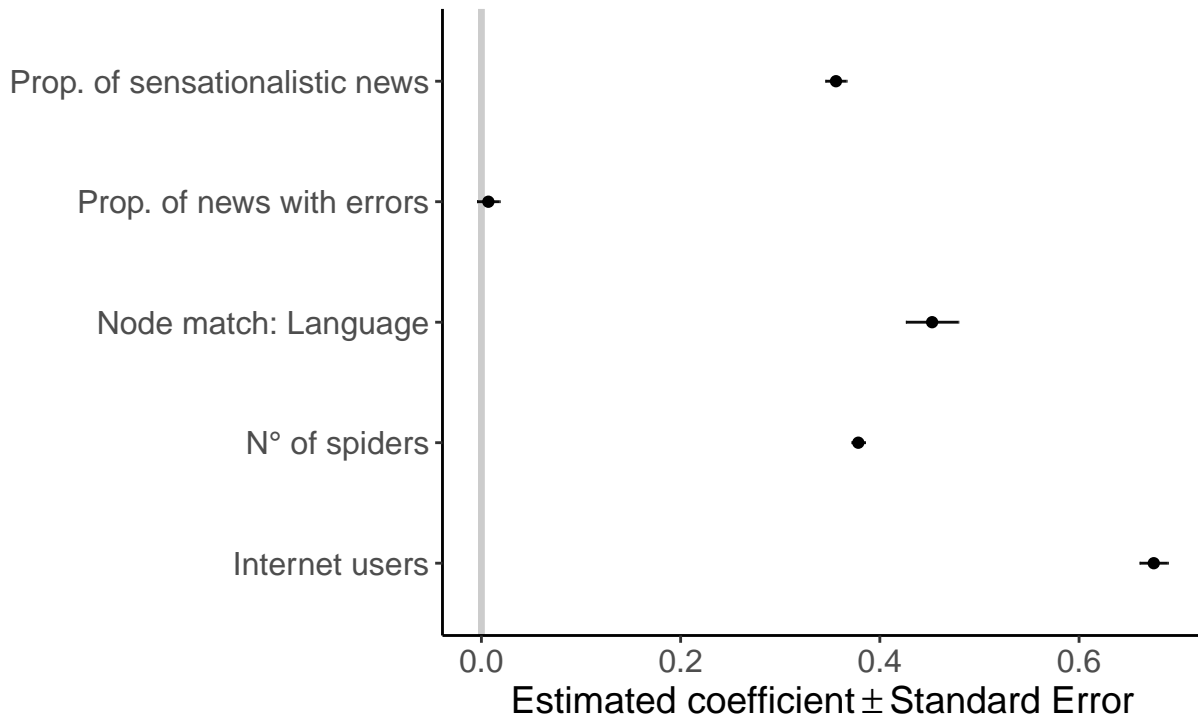 Prop. of sensationalistic news
Prop. of news with errors
Node match: Language
N° of spiders
Internet users
0.0 0.2 0.4 0.6
Estimated coefficient ± Standard Error